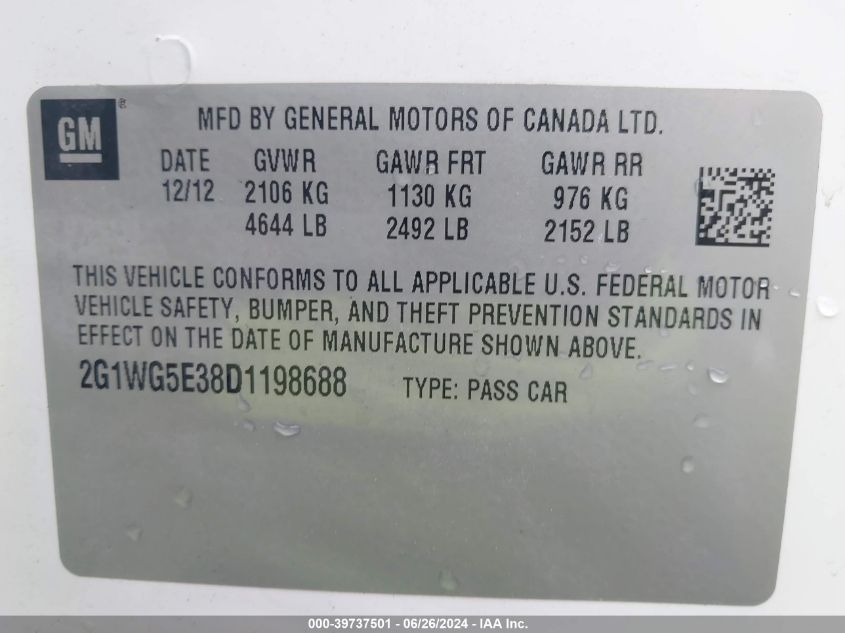 GM ®
MFD BY GENERAL MOTORS OF CANADA LTD.
DATE GVWR GAWR FRT GAWR RR
12/12 2106 KG 1130 KG 976 KG
4644 LB 2492 LB 2152 LB
THIS VEHICLE CONFORMS TO ALL APPLICABLE U.S. FEDERAL MOTOR
VEHICLE SAFETY, BUMPER, AND THEFT PREVENTION STANDARDS IN
EFFECT ON THE DATE OF MANUFACTURE SHOWN ABOVE.
2G1WG5E38D1198688 TYPE: PASS CAR
000-39737501 - 06/26/2024 - IAA Inc.